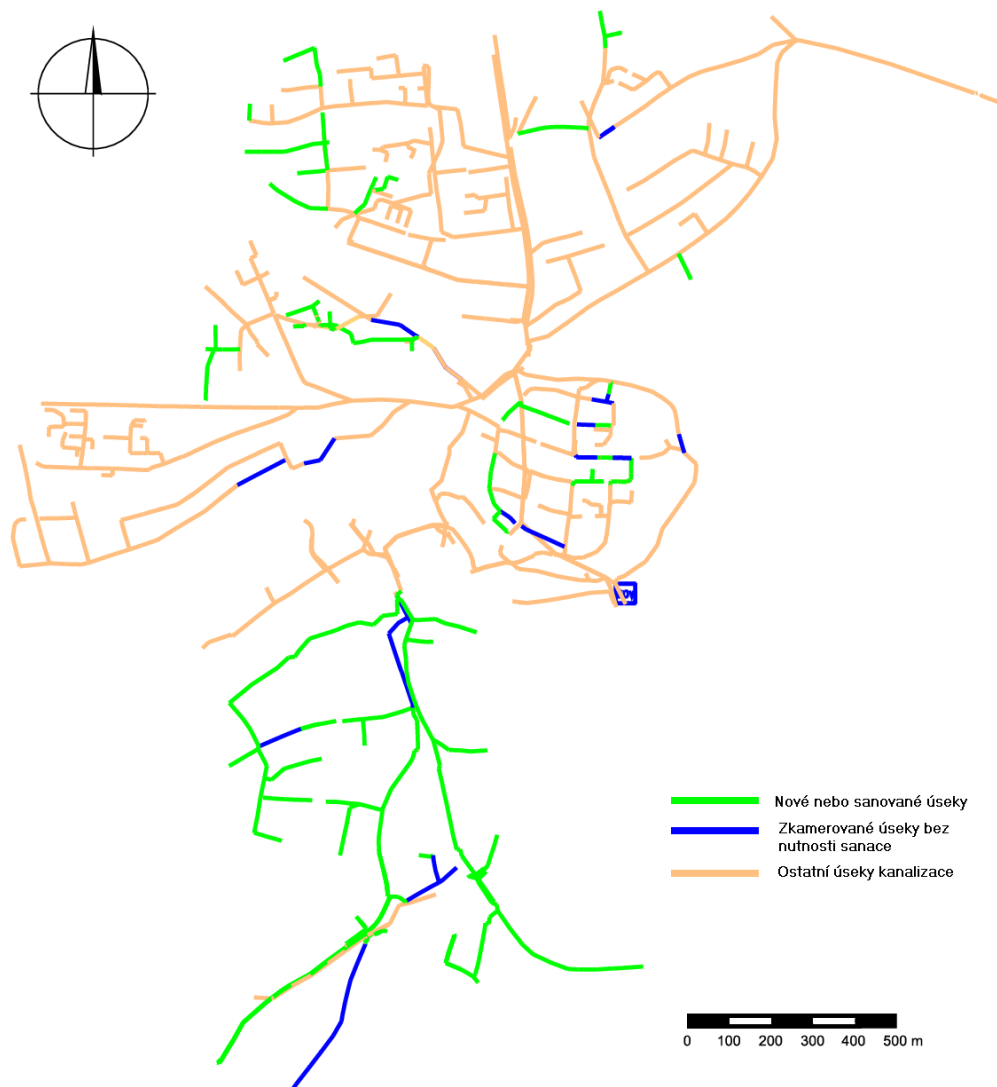 Nové nebo sanované úseky
Zkamerované úseky bez
nutnosti sanace
Ostatní úseky kanalizace
0 100 200 300 400 500 m